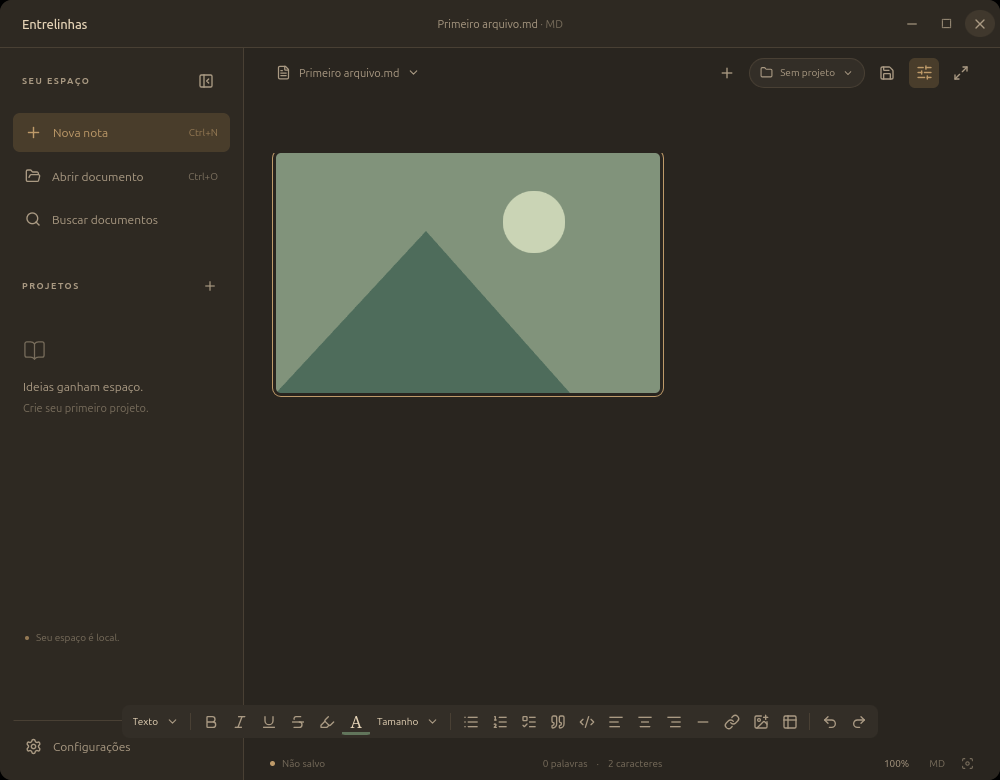 Entrelinhas
Primeiro arquivo.md · MD
SEU ESPAÇO
Nova nota Ctrl+N
Abrir documento Ctrl+O
Buscar documentos
PROJETOS
Ideias ganham espaço.
Crie seu primeiro projeto.
Seu espaço é local.
Configurações
Primeiro arquivo.md
Sem projeto
Texto
B I U S A Tamanho
Não salvo
0 palavras · 2 caracteres
100% MD